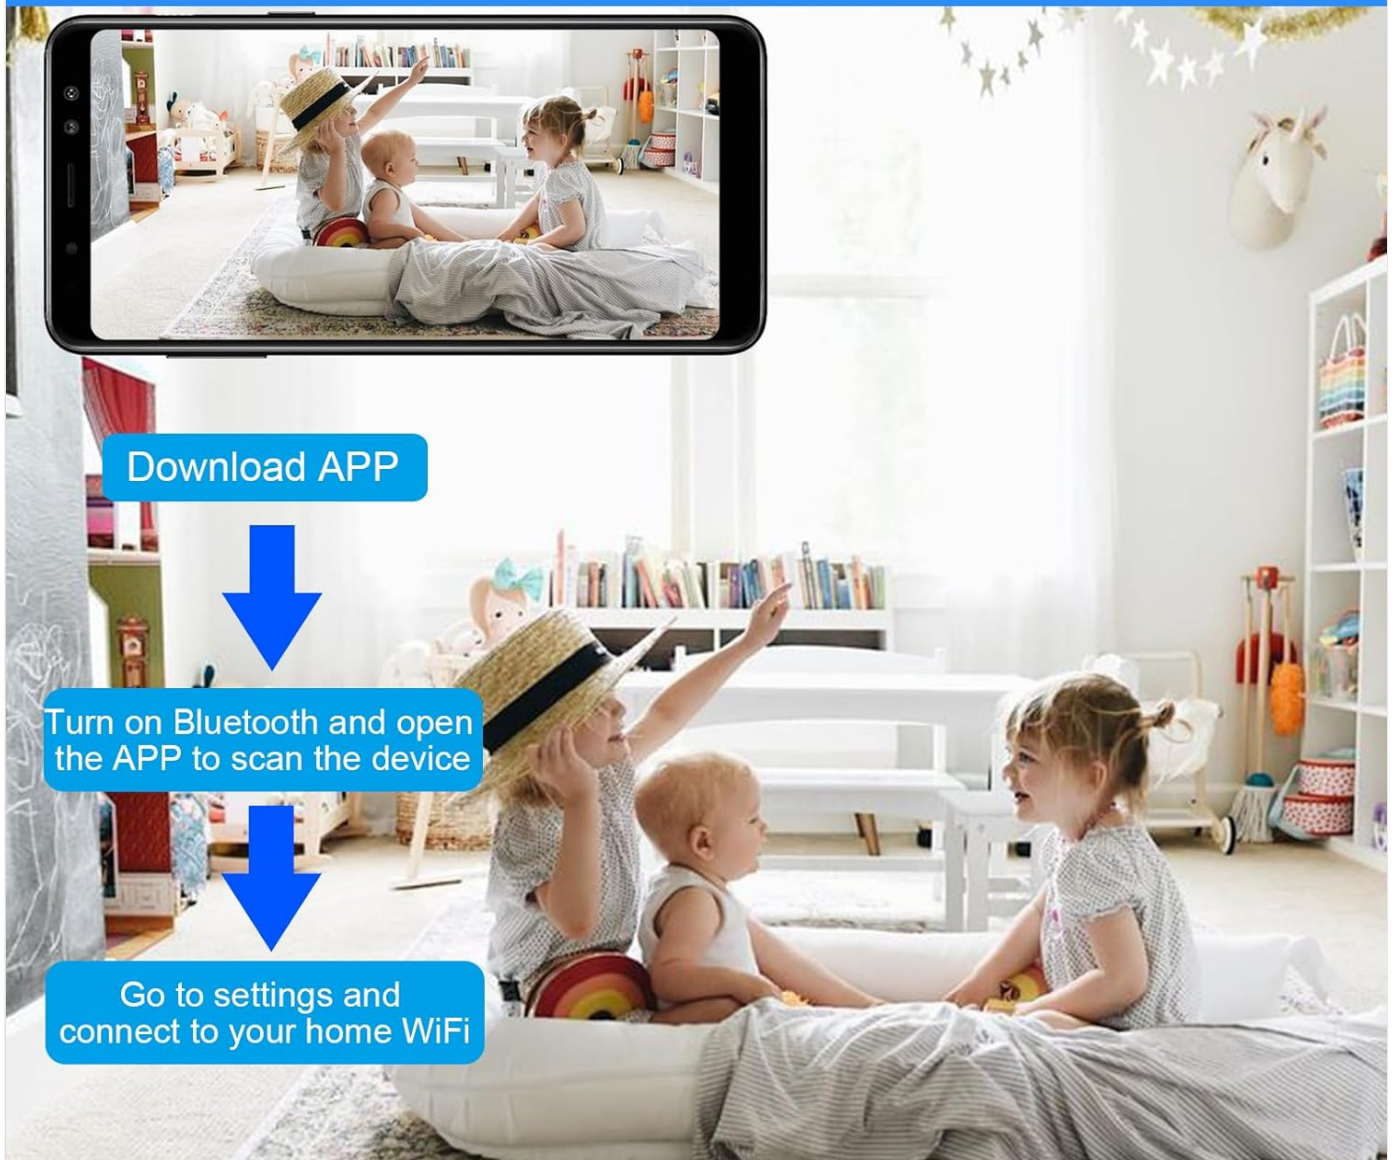 Download APP
Turn on Bluetooth and open
the APP to scan the device
Go to settings and
connect to your home WiFi